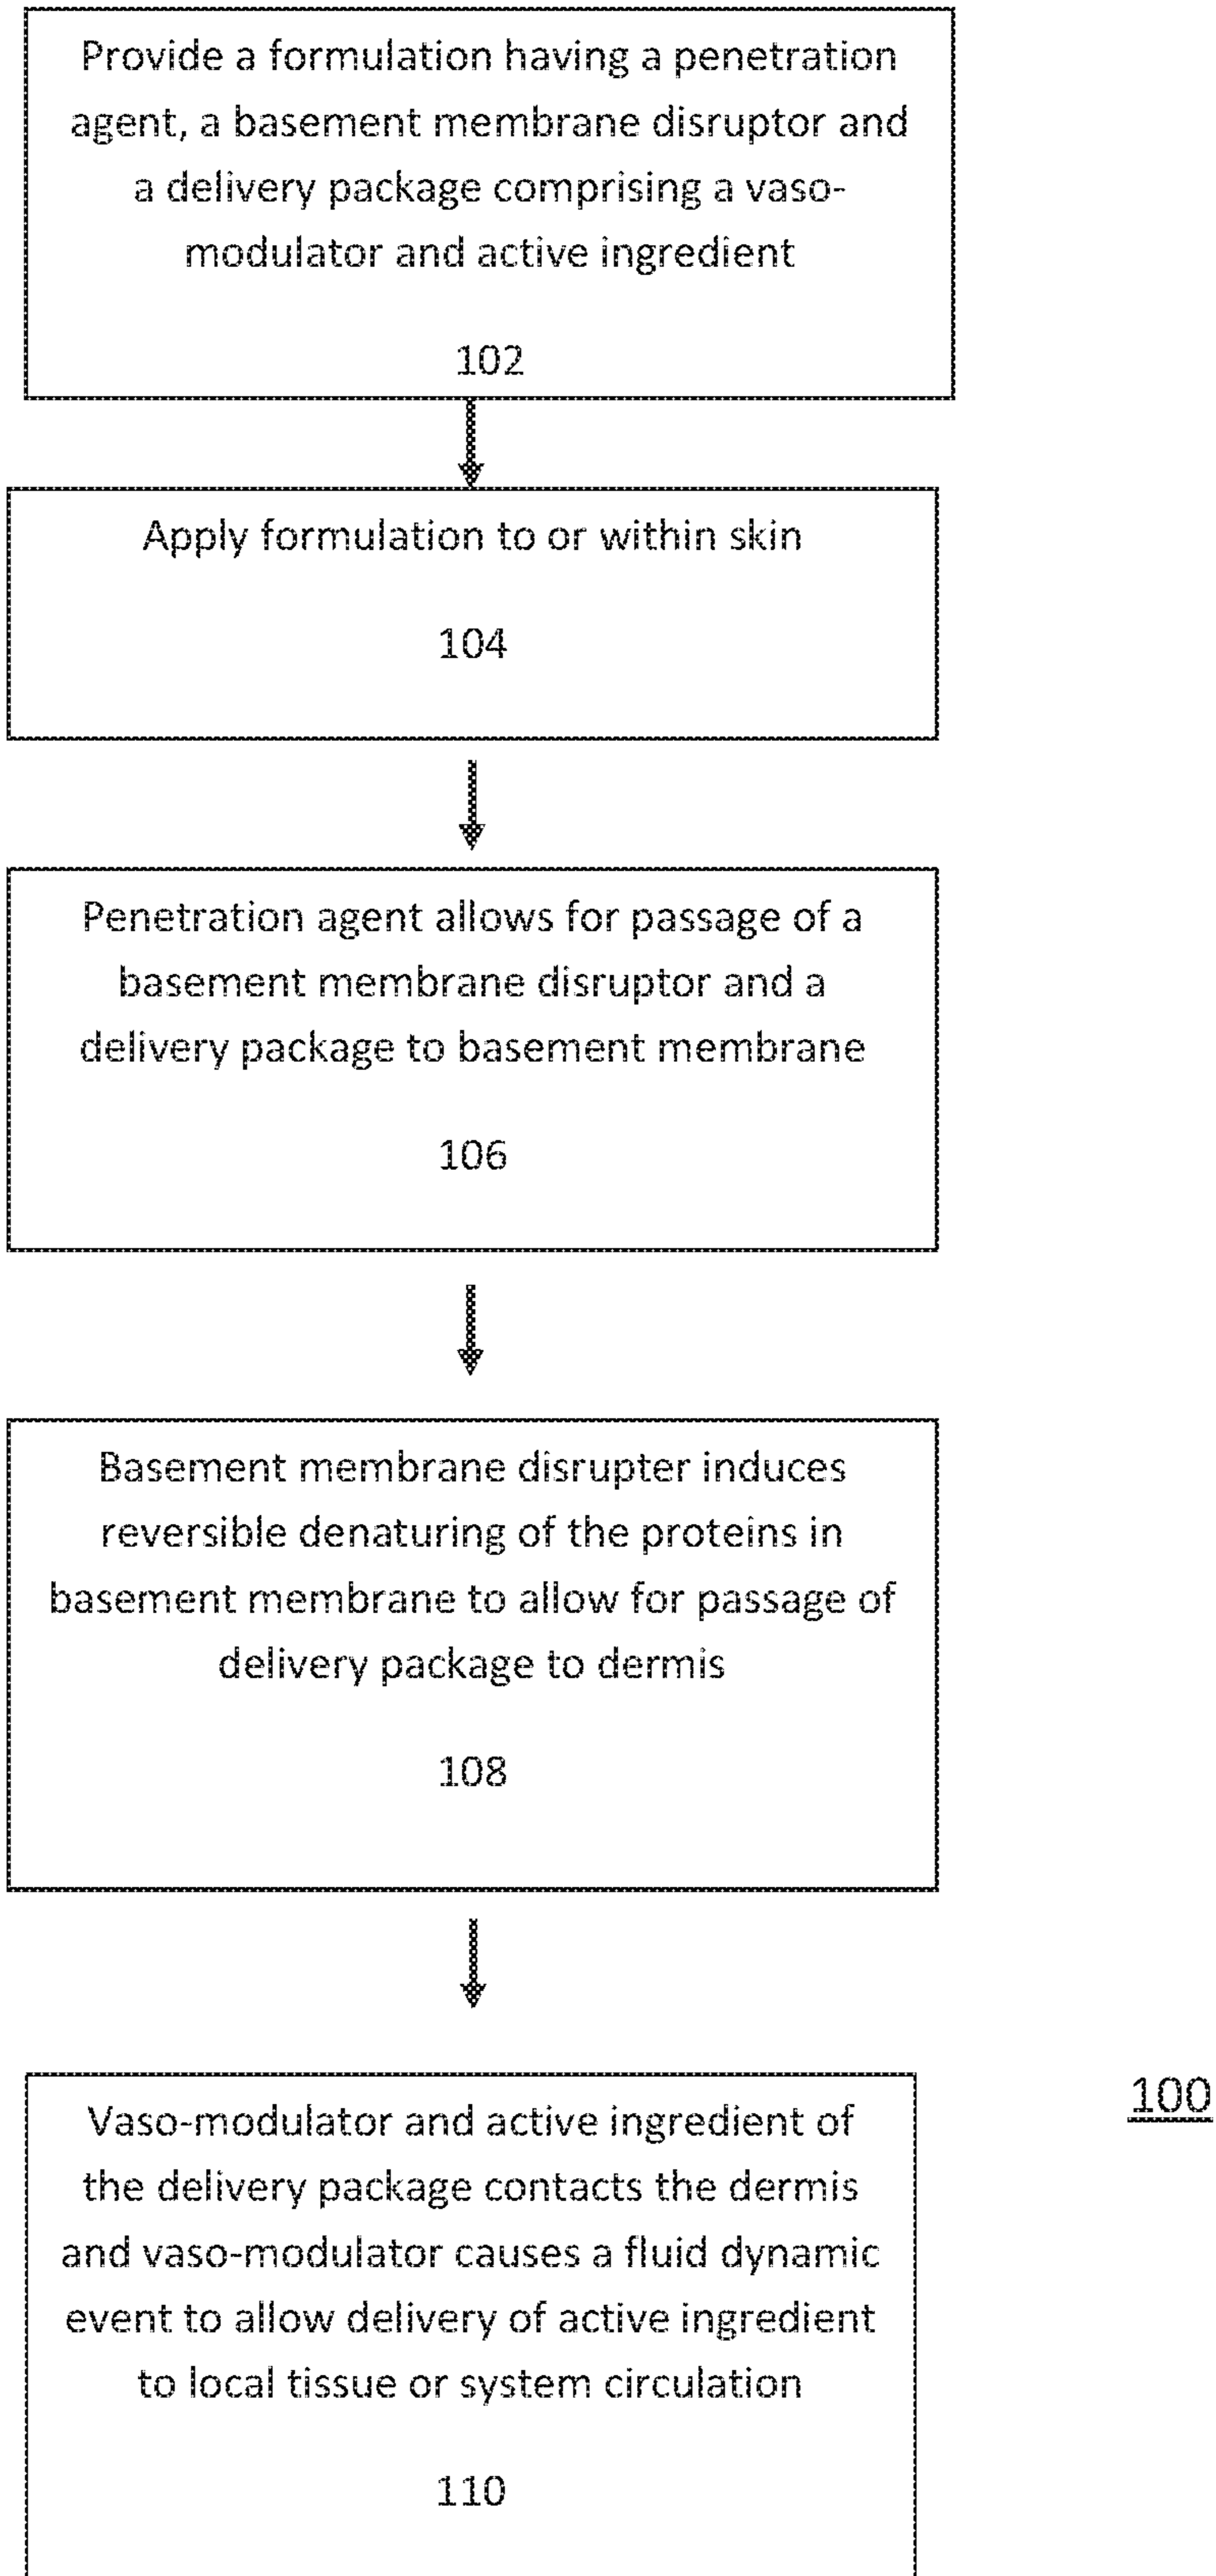 Provide a formulation having a penetration
agent, a basement membrane disruptor and
a delivery package comprising a vaso-
modulator and active ingredient
102
Apply formulation to or within skin
104
Penetration agent allows for passage of a
basement membrane disruptor and a
delivery package to basement membrane
106
Basement membrane disrupter induces
reversible denaturing of the proteins in
basement membrane to allow for passage of
delivery package to dermis
108
Vaso-modulator and active ingredient of
the delivery package contacts the dermis
and vaso-modulator causes a fluid dynamic
event to allow delivery of active ingredient
to local tissue or system circulation
110
100